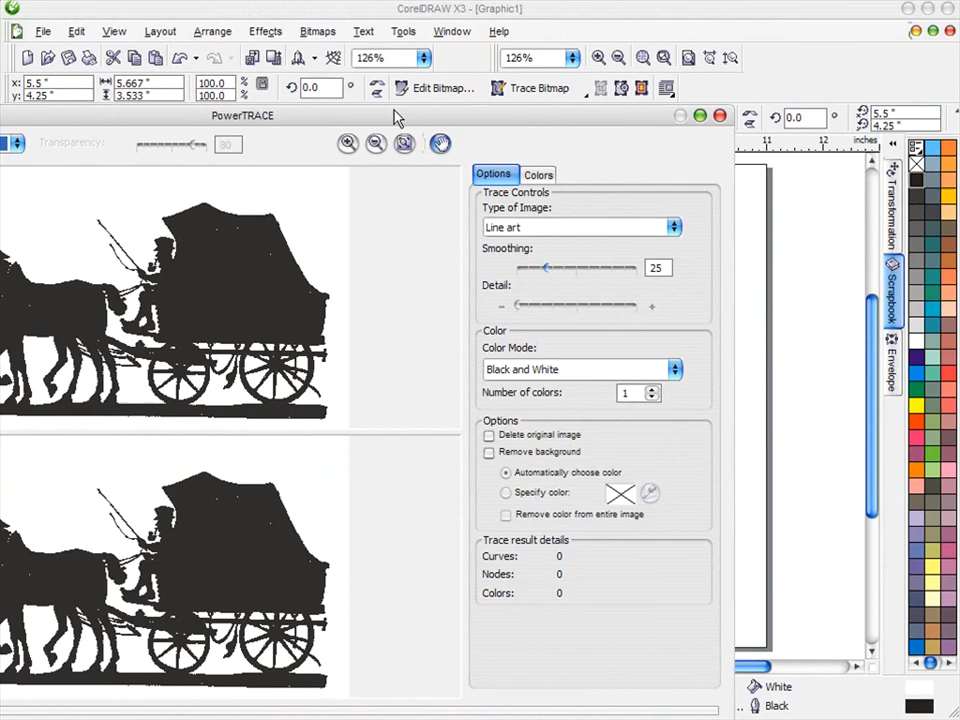 CorelDRAW X3 - [Graphic1]
File Edit View Layout Arrange Effects Bitmaps Text Tools Window Help
126% 126%
x: 5.5 " 5.667 " 100.0 % 0.0 ° Edit Bitmap... Trace Bitmap
y: 4.25 " 3.533 " 100.0 %
PowerTRACE
0.0 ° 5.5 "
4.25 "
Transparency: 80
11 12 inches
Options Colors
Trace Controls
Type of Image:
Line art
Smoothing:
25
Detail:
- +
Color
Color Mode:
Black and White
Number of colors: 1
Options
Delete original image
Remove background
Automatically choose color
Specify color:
Remove color from entire image
Trace result details
Curves: 0
Nodes: 0
Colors: 0
Transformation
Scrapbook
Envelope
White
Black